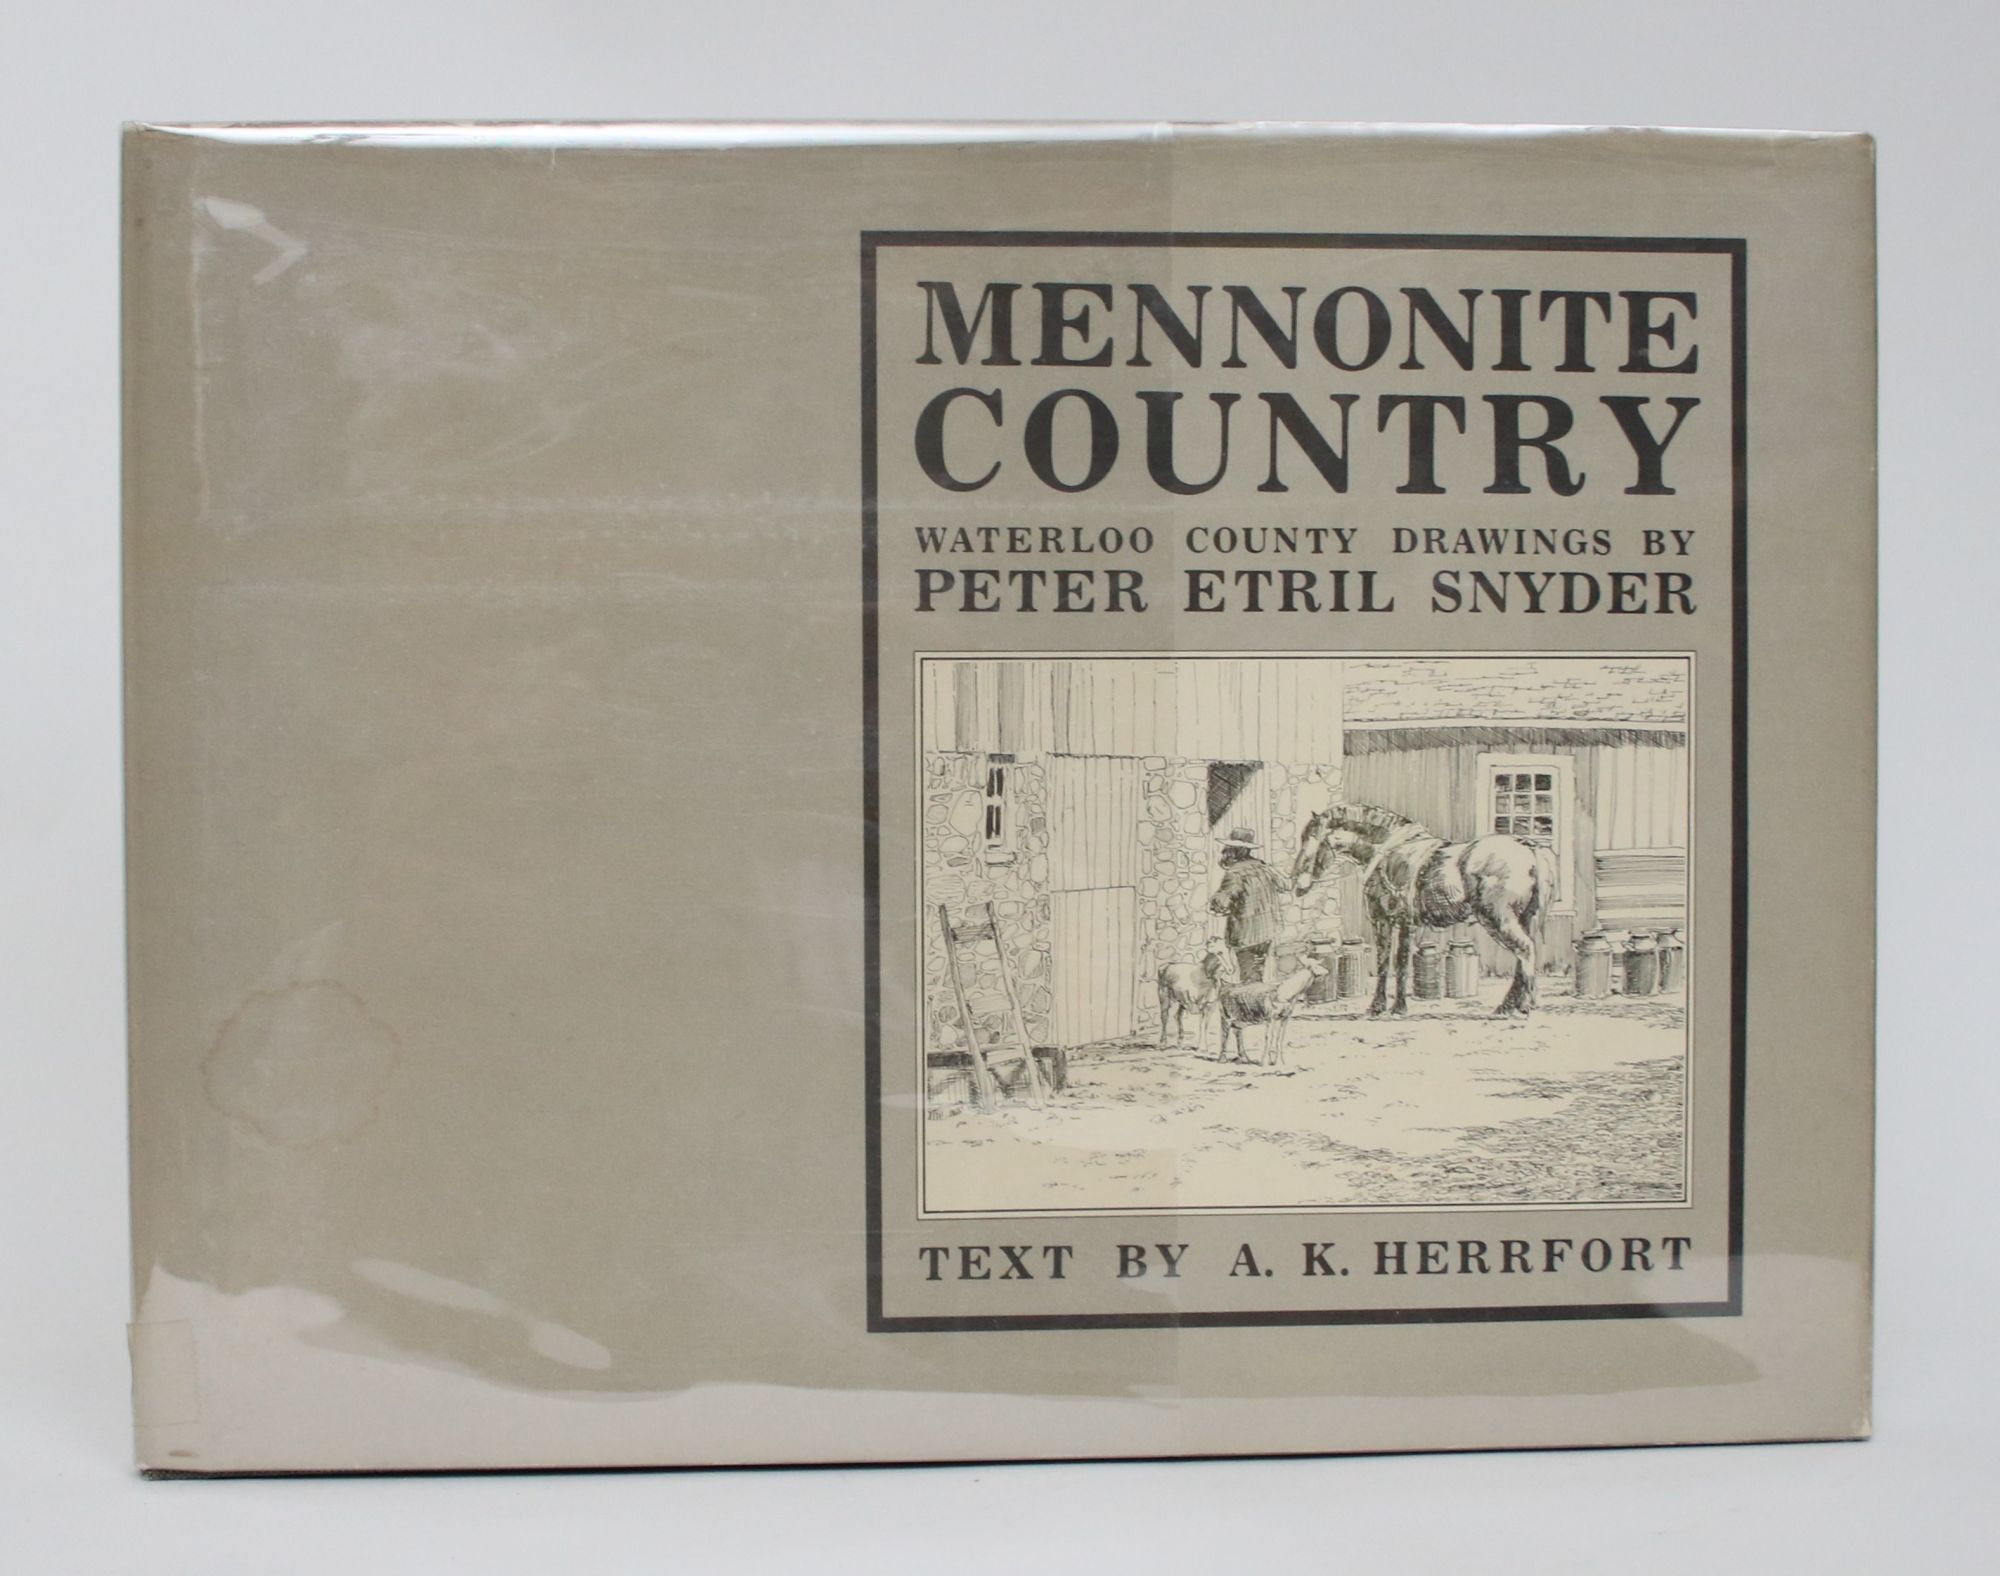 MENNONITE
COUNTRY
WATERLOO COUNTY DRAWINGS BY
PETER ETRIL SNYDER
TEXT BY A. K. HERRFORT